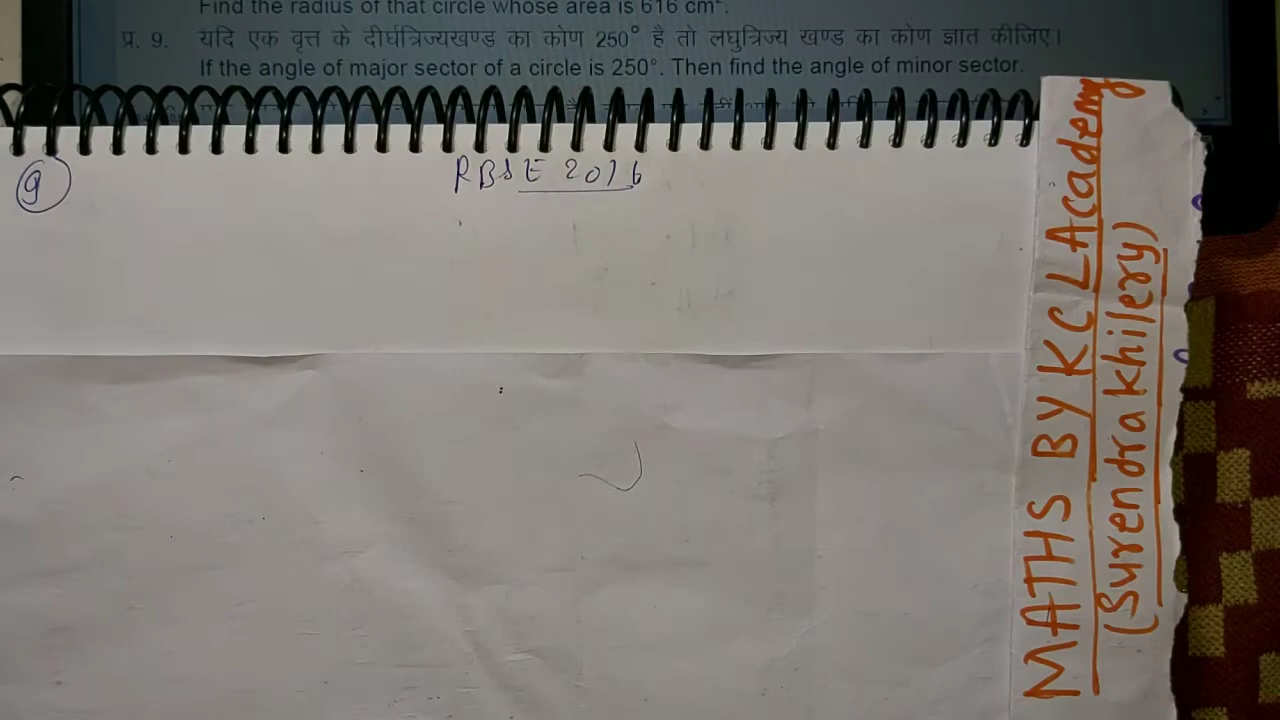 Find the radius of that circle whose area is 616 cm².
प्र. 9. यदि एक वृत्त के दीर्घत्रिज्यखण्ड का कोण 250° है तो लघुत्रिज्य खण्ड का कोण ज्ञात कीजिए।
If the angle of major sector of a circle is 250°. Then find the angle of minor sector.
9
RBSE 2016
MATHS BY KCLAcademy
(Surendra khilery)